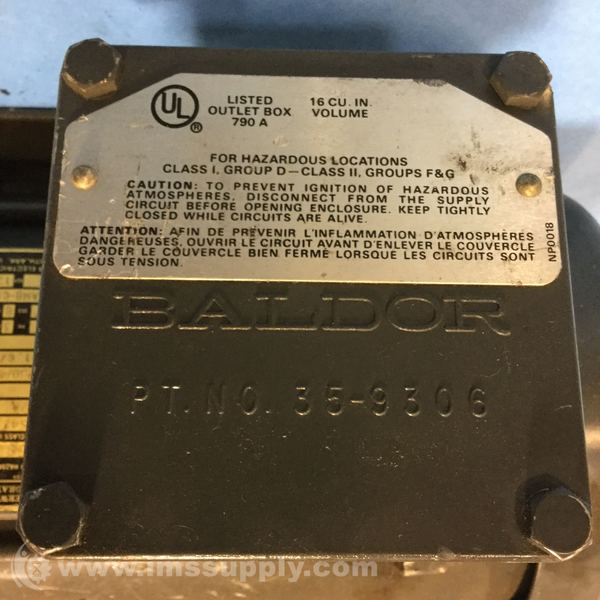 UL
®
LISTED
OUTLET BOX
790 A
16 CU. IN.
VOLUME
FOR HAZARDOUS LOCATIONS
CLASS I, GROUP D—CLASS II, GROUPS F&G
CAUTION: TO PREVENT IGNITION OF HAZARDOUS
ATMOSPHERES, DISCONNECT FROM THE SUPPLY
CIRCUIT BEFORE OPENING ENCLOSURE. KEEP TIGHTLY
CLOSED WHILE CIRCUITS ARE ALIVE.
ATTENTION: AFIN DE PRÉVENIR L'INFLAMMATION D'ATMOSPHÈRES
DANGEREUSES, OUVRIR LE CIRCUIT AVANT D'ENLEVER LE COUVERCLE
GARDER LE COUVERCLE BIEN FERMÉ LORSQUE LES CIRCUITS SONT
SOUS TENSION.
NP0018
BALDOR
PT. NO. 35-9306
www.imssupply.com